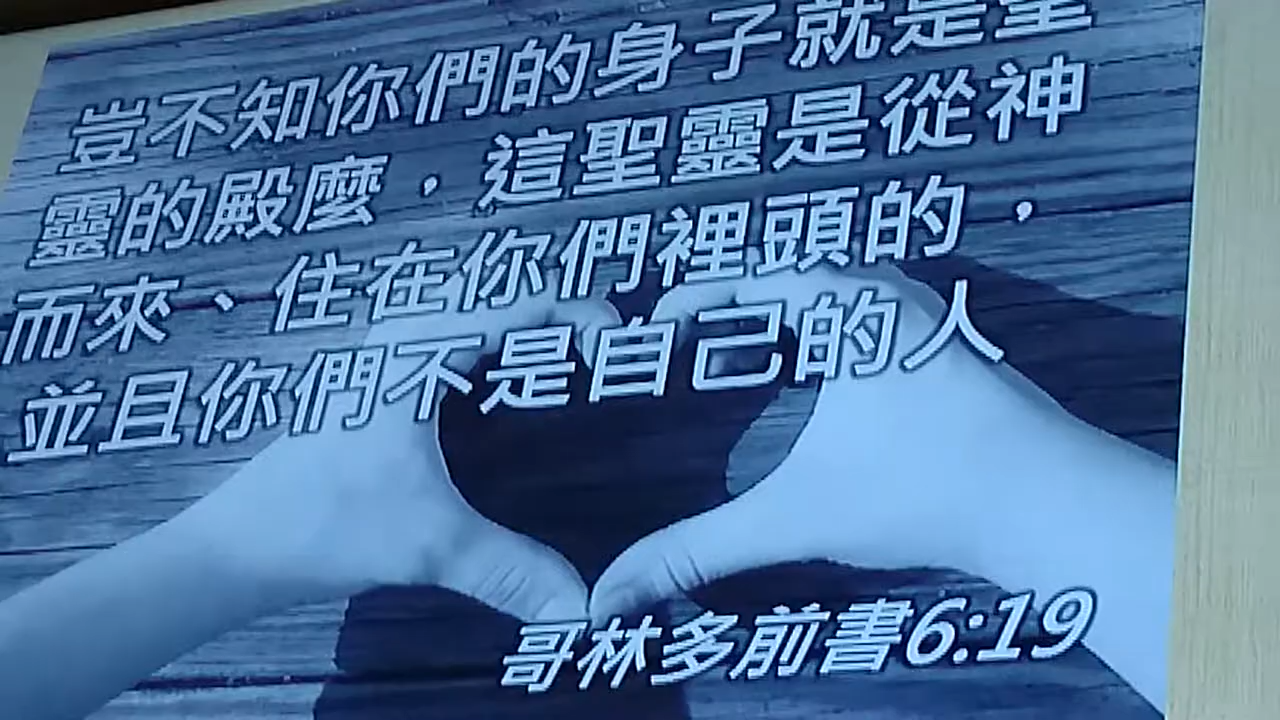 豈不知你們的身子就是聖
靈的殿麼，這聖靈是從神
而來、住在你們裡頭的，
並且你們不是自己的人
哥林多前書6:19